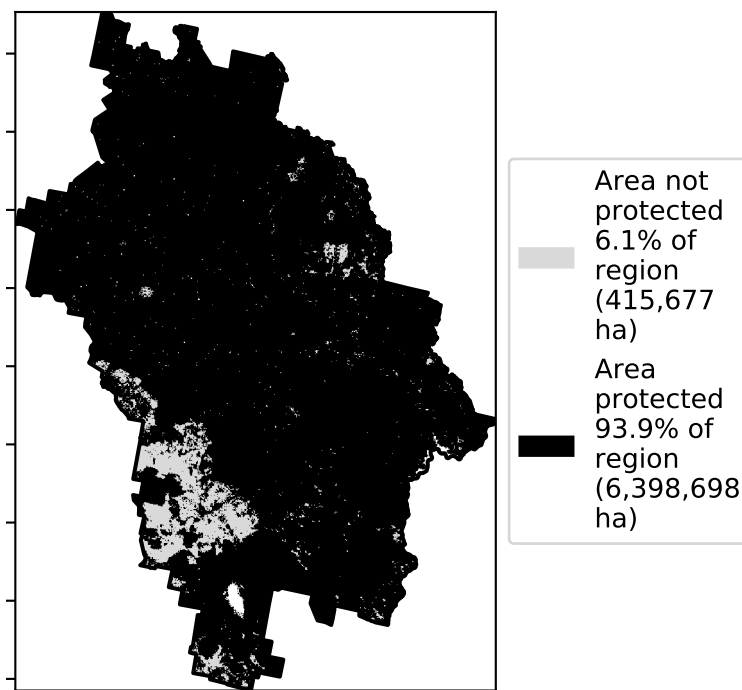 Area not
protected
6.1% of
region
(415,677
ha)
Area
protected
93.9% of
region
(6,398,698
ha)